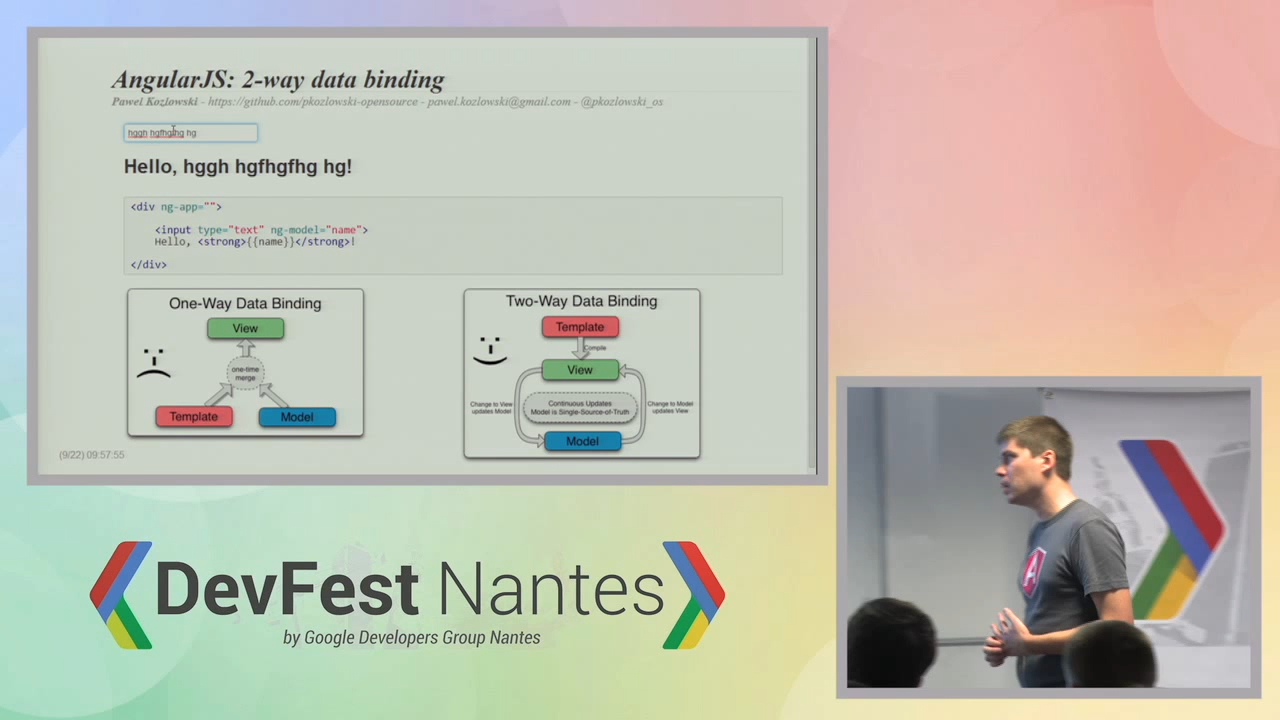 AngularJS: 2-way data binding
Pawel Kozlowski - https://github.com/pkozlowski-opensource - pawel.kozlowski@gmail.com - @pkozlowski_os
hggh hgfhgfhg hg
Hello, hggh hgfhgfhg hg!
<div ng-app="">
<input type="text" ng-model="name">
Hello, <strong>{{name}}</strong>!
</div>
One-Way Data Binding
View
one-time
merge
Template
Model
Two-Way Data Binding
Template
Compile
View
Change to View
updates Model
Continuous Updates
Model is Single-Source-of-Truth
Change to Model
updates View
Model
(9/22) 09:57:55
DevFest Nantes
by Google Developers Group Nantes
A